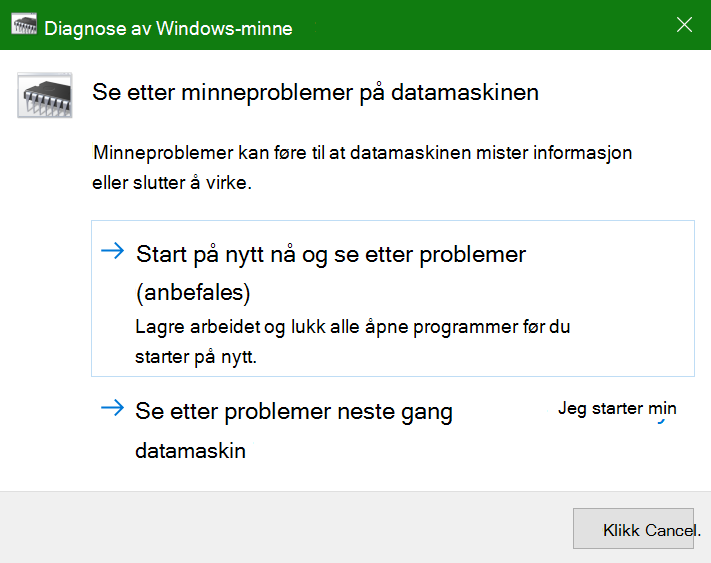 Diagnose av Windows-minne
Se etter minneproblemer på datamaskinen
Minneproblemer kan føre til at datamaskinen mister informasjon
eller slutter å virke.
Start på nytt nå og se etter problemer
(anbefales)
Lagre arbeidet og lukk alle åpne programmer før du
starter på nytt.
Se etter problemer neste gang Jeg starter min
datamaskin
Klikk Cancel.